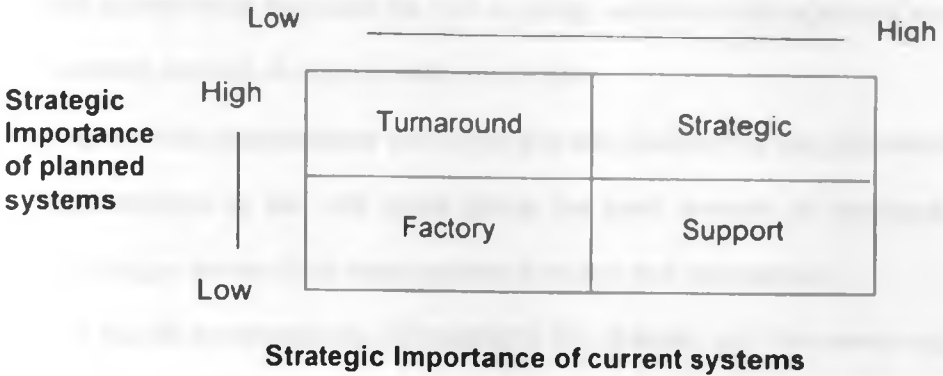 Low High
Strategic
Importance
of planned
systems
High
Turnaround Strategic
Factory Support
Low
Strategic Importance of current systems